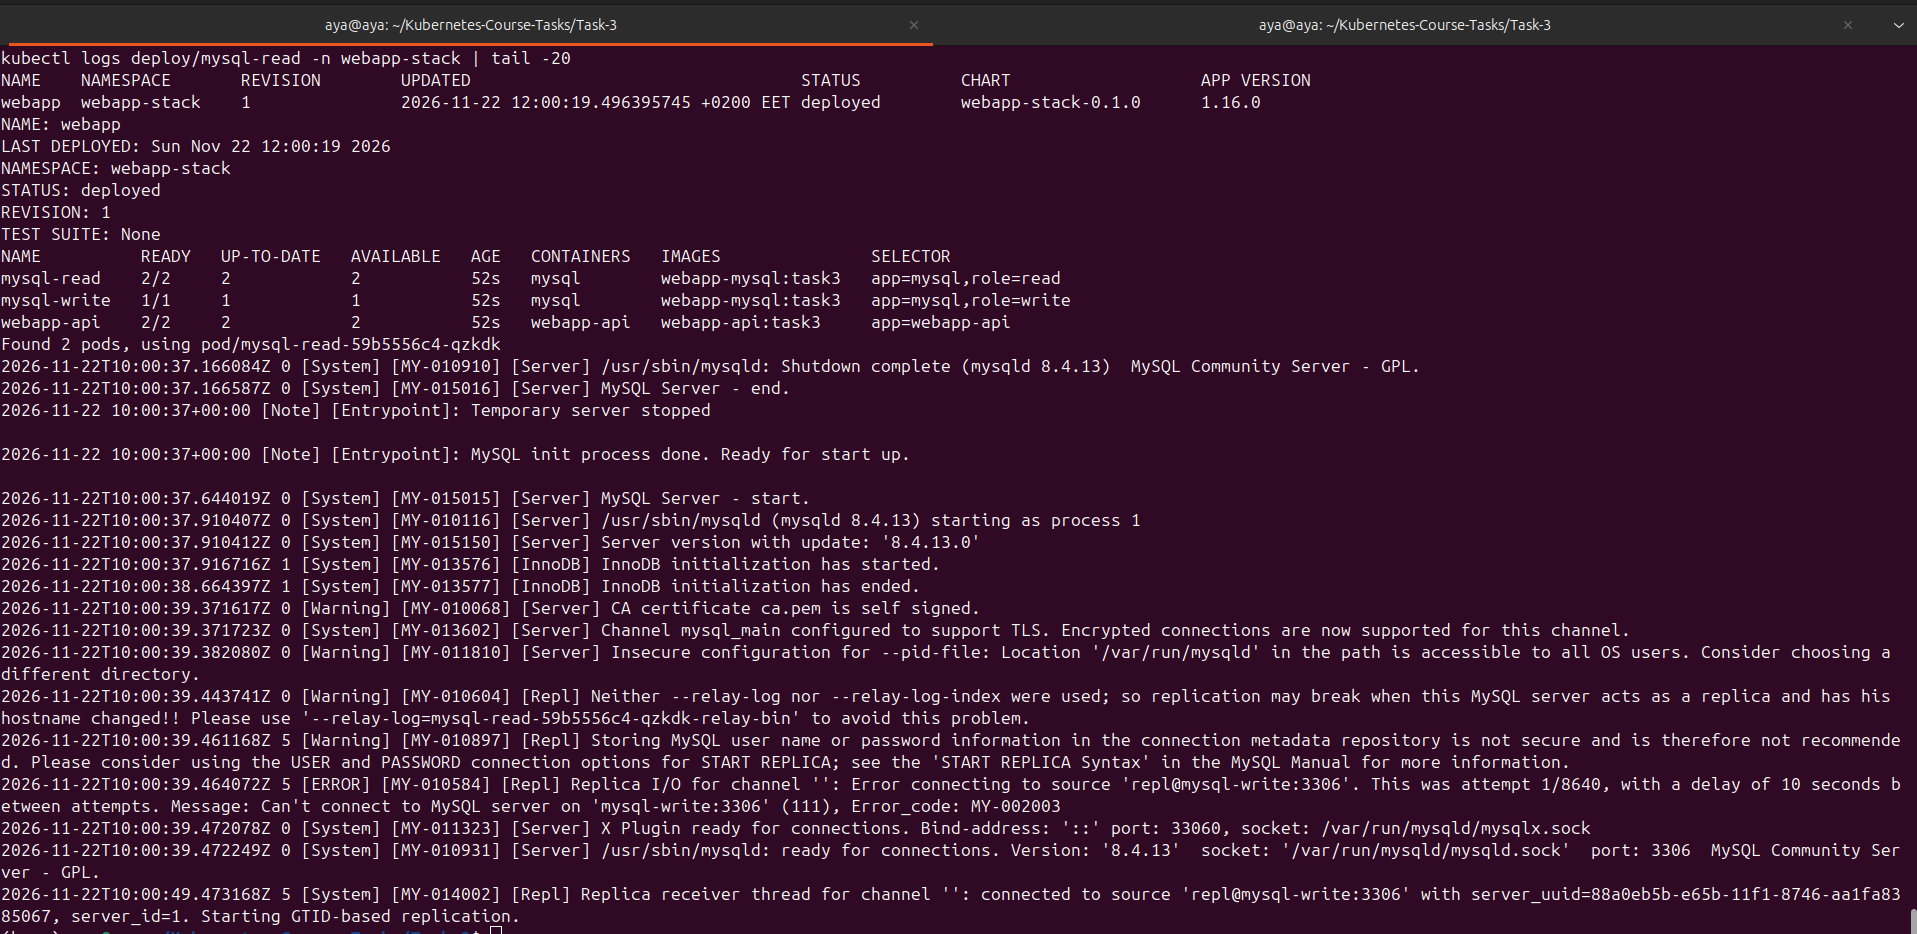 aya@aya: ~/Kubernetes-Course-Tasks/Task-3 × aya@aya: ~/Kubernetes-Course-Tasks/Task-3 ×
kubectl logs deploy/mysql-read -n webapp-stack | tail -20
NAME    NAMESPACE       REVISION        UPDATED                                 STATUS          CHART                   APP VERSION
webapp  webapp-stack    1               2026-11-22 12:00:19.496395745 +0200 EET deployed        webapp-stack-0.1.0      1.16.0
NAME: webapp
LAST DEPLOYED: Sun Nov 22 12:00:19 2026
NAMESPACE: webapp-stack
STATUS: deployed
REVISION: 1
TEST SUITE: None
NAME          READY   UP-TO-DATE   AVAILABLE   AGE   CONTAINERS   IMAGES               SELECTOR
mysql-read    2/2     2            2           52s   mysql        webapp-mysql:task3   app=mysql,role=read
mysql-write   1/1     1            1           52s   mysql        webapp-mysql:task3   app=mysql,role=write
webapp-api    2/2     2            2           52s   webapp-api   webapp-api:task3     app=webapp-api
Found 2 pods, using pod/mysql-read-59b5556c4-qzkdk
2026-11-22T10:00:37.166084Z 0 [System] [MY-010910] [Server] /usr/sbin/mysqld: Shutdown complete (mysqld 8.4.13)  MySQL Community Server - GPL.
2026-11-22T10:00:37.166587Z 0 [System] [MY-015016] [Server] MySQL Server - end.
2026-11-22 10:00:37+00:00 [Note] [Entrypoint]: Temporary server stopped
2026-11-22 10:00:37+00:00 [Note] [Entrypoint]: MySQL init process done. Ready for start up.
2026-11-22T10:00:37.644019Z 0 [System] [MY-015015] [Server] MySQL Server - start.
2026-11-22T10:00:37.910407Z 0 [System] [MY-010116] [Server] /usr/sbin/mysqld (mysqld 8.4.13) starting as process 1
2026-11-22T10:00:37.910412Z 0 [System] [MY-015150] [Server] Server version with update: '8.4.13.0'
2026-11-22T10:00:37.916716Z 1 [System] [MY-013576] [InnoDB] InnoDB initialization has started.
2026-11-22T10:00:38.664397Z 1 [System] [MY-013577] [InnoDB] InnoDB initialization has ended.
2026-11-22T10:00:39.371617Z 0 [Warning] [MY-010068] [Server] CA certificate ca.pem is self signed.
2026-11-22T10:00:39.371723Z 0 [System] [MY-013602] [Server] Channel mysql_main configured to support TLS. Encrypted connections are now supported for this channel.
2026-11-22T10:00:39.382080Z 0 [Warning] [MY-011810] [Server] Insecure configuration for --pid-file: Location '/var/run/mysqld' in the path is accessible to all OS users. Consider choosing a
different directory.
2026-11-22T10:00:39.443741Z 0 [Warning] [MY-010604] [Repl] Neither --relay-log nor --relay-log-index were used; so replication may break when this MySQL server acts as a replica and has his
hostname changed!! Please use '--relay-log=mysql-read-59b5556c4-qzkdk-relay-bin' to avoid this problem.
2026-11-22T10:00:39.461168Z 5 [Warning] [MY-010897] [Repl] Storing MySQL user name or password information in the connection metadata repository is not secure and is therefore not recommende
d. Please consider using the USER and PASSWORD connection options for START REPLICA; see the 'START REPLICA Syntax' in the MySQL Manual for more information.
2026-11-22T10:00:39.464072Z 5 [ERROR] [MY-010584] [Repl] Replica I/O for channel '': Error connecting to source 'repl@mysql-write:3306'. This was attempt 1/8640, with a delay of 10 seconds b
etween attempts. Message: Can't connect to MySQL server on 'mysql-write:3306' (111), Error_code: MY-002003
2026-11-22T10:00:39.472078Z 0 [System] [MY-011323] [Server] X Plugin ready for connections. Bind-address: '::' port: 33060, socket: /var/run/mysqld/mysqlx.sock
2026-11-22T10:00:39.472249Z 0 [System] [MY-010931] [Server] /usr/sbin/mysqld: ready for connections. Version: '8.4.13'  socket: '/var/run/mysqld/mysqld.sock'  port: 3306  MySQL Community Ser
ver - GPL.
2026-11-22T10:00:49.473168Z 5 [System] [MY-014002] [Repl] Replica receiver thread for channel '': connected to source 'repl@mysql-write:3306' with server_uuid=88a0eb5b-e65b-11f1-8746-aa1fa83
85067, server_id=1. Starting GTID-based replication.